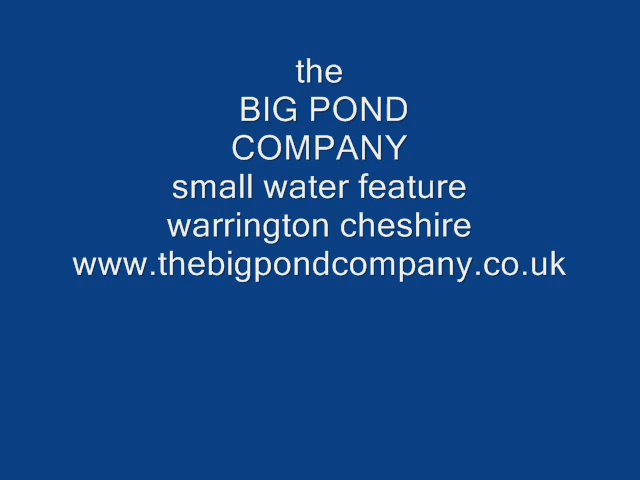 the
BIG POND
COMPANY
small water feature
warrington cheshire
www.thebigpondcompany.co.uk